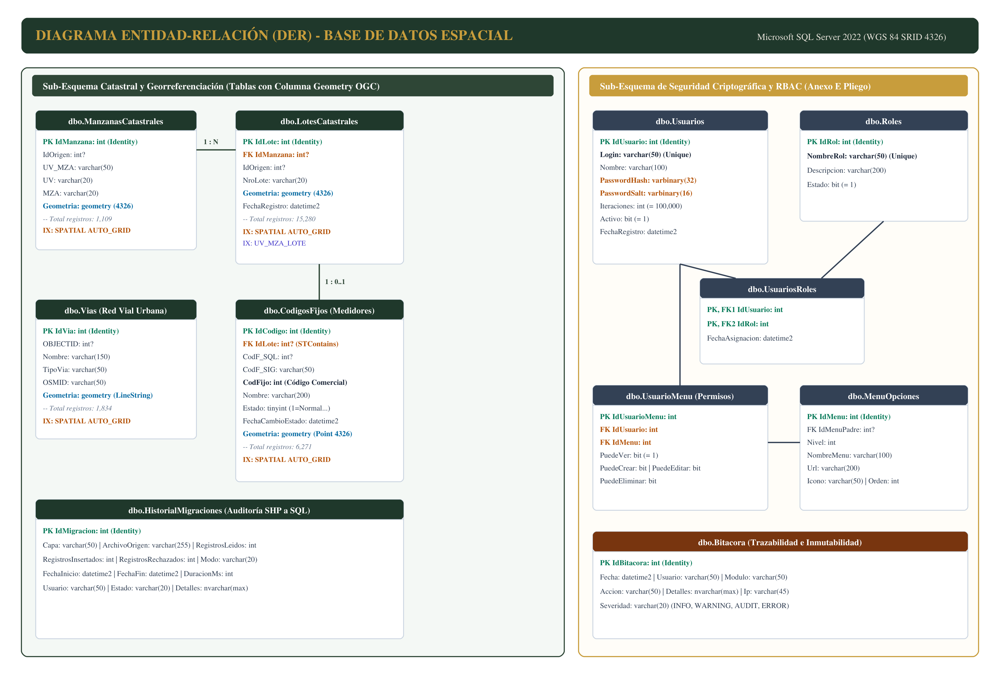 DIAGRAMA ENTIDAD-RELACIÓN (DER) - BASE DE DATOS ESPACIAL
Microsoft SQL Server 2022 (WGS 84 SRID 4326)
Sub-Esquema Catastral y Georreferenciación (Tablas con Columna Geometry OGC)
dbo.ManzanasCatastrales
PK IdManzana: int (Identity)
IdOrigen: int?
UV_MZA: varchar(50)
UV: varchar(20)
MZA: varchar(20)
Geometria: geometry (4326)
-- Total registros: 1,109
IX: SPATIAL AUTO_GRID
1 : N
dbo.LotesCatastrales
PK IdLote: int (Identity)
FK IdManzana: int?
IdOrigen: int?
NroLote: varchar(20)
Geometria: geometry (4326)
FechaRegistro: datetime2
-- Total registros: 15,280
IX: SPATIAL AUTO_GRID
IX: UV_MZA_LOTE
1 : 0..1
dbo.Vias (Red Vial Urbana)
PK IdVia: int (Identity)
OBJECTID: int?
Nombre: varchar(150)
TipoVia: varchar(50)
OSMID: varchar(50)
Geometria: geometry (LineString)
-- Total registros: 1,834
IX: SPATIAL AUTO_GRID
dbo.CodigosFijos (Medidores)
PK IdCodigo: int (Identity)
FK IdLote: int? (STContains)
CodF_SQL: int?
CodF_SIG: varchar(50)
CodFijo: int (Código Comercial)
Nombre: varchar(200)
Estado: tinyint (1=Normal...)
FechaCambioEstado: datetime2
Geometria: geometry (Point 4326)
-- Total registros: 6,271
IX: SPATIAL AUTO_GRID
dbo.HistorialMigraciones (Auditoría SHP a SQL)
PK IdMigracion: int (Identity)
Capa: varchar(50) | ArchivoOrigen: varchar(255) | RegistrosLeidos: int
RegistrosInsertados: int | RegistrosRechazados: int | Modo: varchar(20)
FechaInicio: datetime2 | FechaFin: datetime2 | DuracionMs: int
Usuario: varchar(50) | Estado: varchar(20) | Detalles: nvarchar(max)
Sub-Esquema de Seguridad Criptográfica y RBAC (Anexo E Pliego)
dbo.Usuarios
PK IdUsuario: int (Identity)
Login: varchar(50) (Unique)
Nombre: varchar(100)
PasswordHash: varbinary(32)
PasswordSalt: varbinary(16)
Iteraciones: int (= 100,000)
Activo: bit (= 1)
FechaRegistro: datetime2
dbo.Roles
PK IdRol: int (Identity)
NombreRol: varchar(50) (Unique)
Descripcion: varchar(200)
Estado: bit (= 1)
dbo.UsuariosRoles
PK, FK1 IdUsuario: int
PK, FK2 IdRol: int
FechaAsignacion: datetime2
dbo.UsuarioMenu (Permisos)
PK IdUsuarioMenu: int
FK IdUsuario: int
FK IdMenu: int
PuedeVer: bit (= 1)
PuedeCrear: bit | PuedeEditar: bit
PuedeEliminar: bit
dbo.MenuOpciones
PK IdMenu: int (Identity)
FK IdMenuPadre: int?
Nivel: int
NombreMenu: varchar(100)
Url: varchar(200)
Icono: varchar(50) | Orden: int
dbo.Bitacora (Trazabilidad e Inmutabilidad)
PK IdBitacora: int (Identity)
Fecha: datetime2 | Usuario: varchar(50) | Modulo: varchar(50)
Accion: varchar(50) | Detalles: nvarchar(max) | Ip: varchar(45)
Severidad: varchar(20) (INFO, WARNING, AUDIT, ERROR)